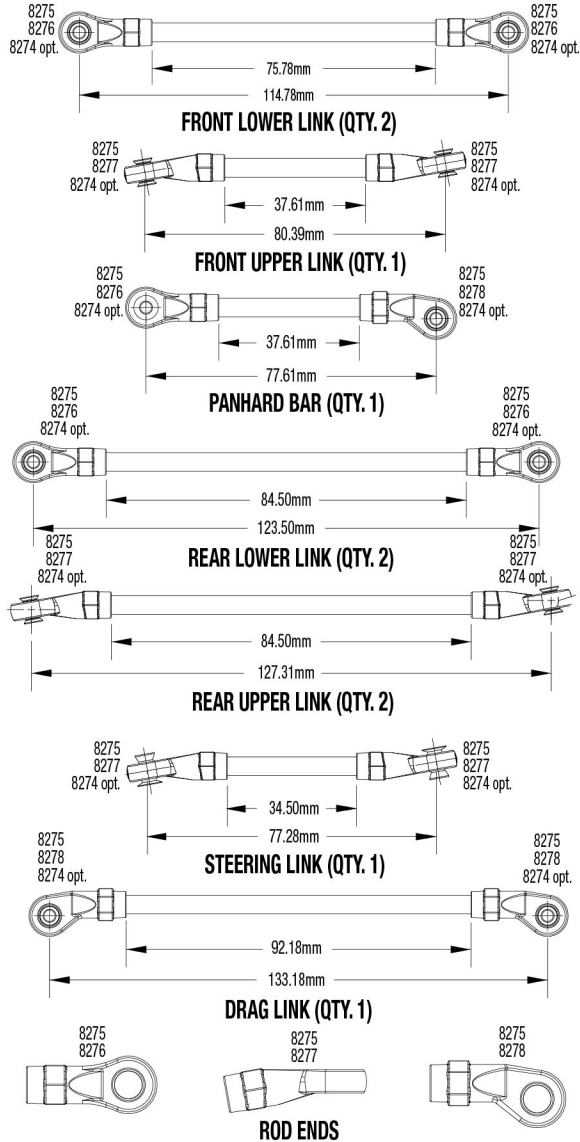 8275
8276
8274 opt.
8275
8276
8274 opt.
75.78mm
114.78mm
FRONT LOWER LINK (QTY. 2)
8275
8277
8274 opt.
8275
8277
8274 opt.
37.61mm
80.39mm
FRONT UPPER LINK (QTY. 1)
8275
8276
8274 opt.
8275
8278
8274 opt.
37.61mm
77.61mm
PANHARD BAR (QTY. 1)
8275
8276
8274 opt.
8275
8276
8274 opt.
84.50mm
123.50mm
REAR LOWER LINK (QTY. 2)
8275
8277
8274 opt.
8275
8277
8274 opt.
84.50mm
127.31mm
REAR UPPER LINK (QTY. 2)
8275
8277
8274 opt.
8275
8277
8274 opt.
34.50mm
77.28mm
STEERING LINK (QTY. 1)
8275
8278
8274 opt.
8275
8278
8274 opt.
92.18mm
133.18mm
DRAG LINK (QTY. 1)
8275
8276
8275
8277
8275
8278
ROD ENDS